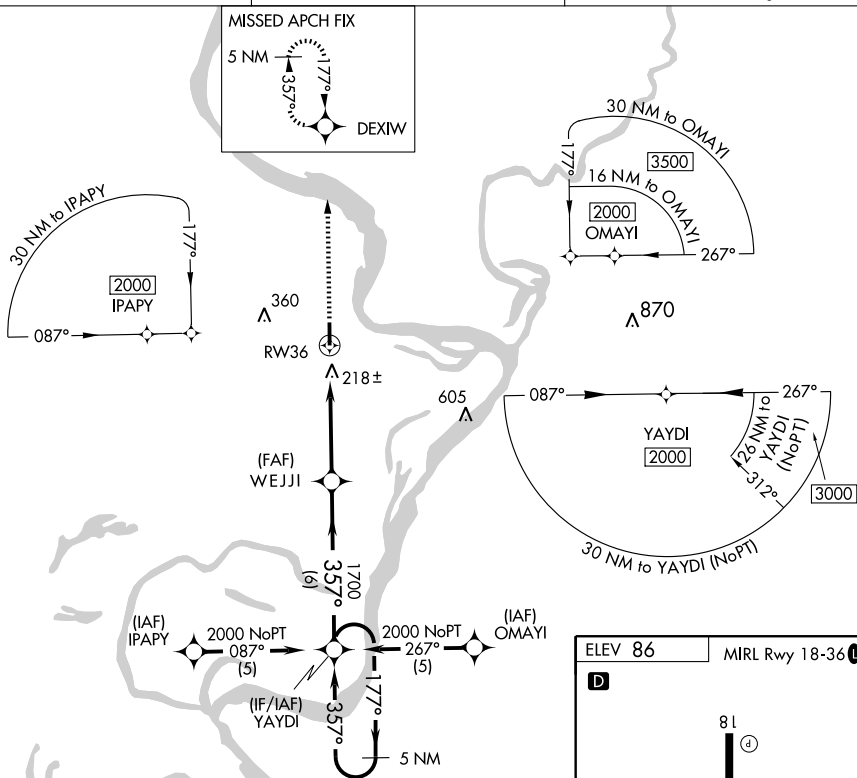 MISSED APCH FIX
5 NM
357°
177°
DEXIW
30 NM to OMAYI
3500
177°
16 NM to OMAYI
2000
OMAYI
267°
30 NM to IPAPY
177°
2000
IPAPY
087°
360
RW36
218±
870
605
087°
267°
YAYDI
2000
26 NM to
YAYDI
(NoPT)
312°
3000
30 NM to YAYDI (NoPT)
(FAF)
WEJJI
1700
357°
(6)
(IAF)
IPAPY
2000 NoPT
087°
(5)
2000 NoPT
267°
(5)
(IAF)
OMAYI
(IF/IAF)
YAYDI
357°
177°
5 NM
ELEV 86
MIRL Rwy 18-36 L
D
18
P